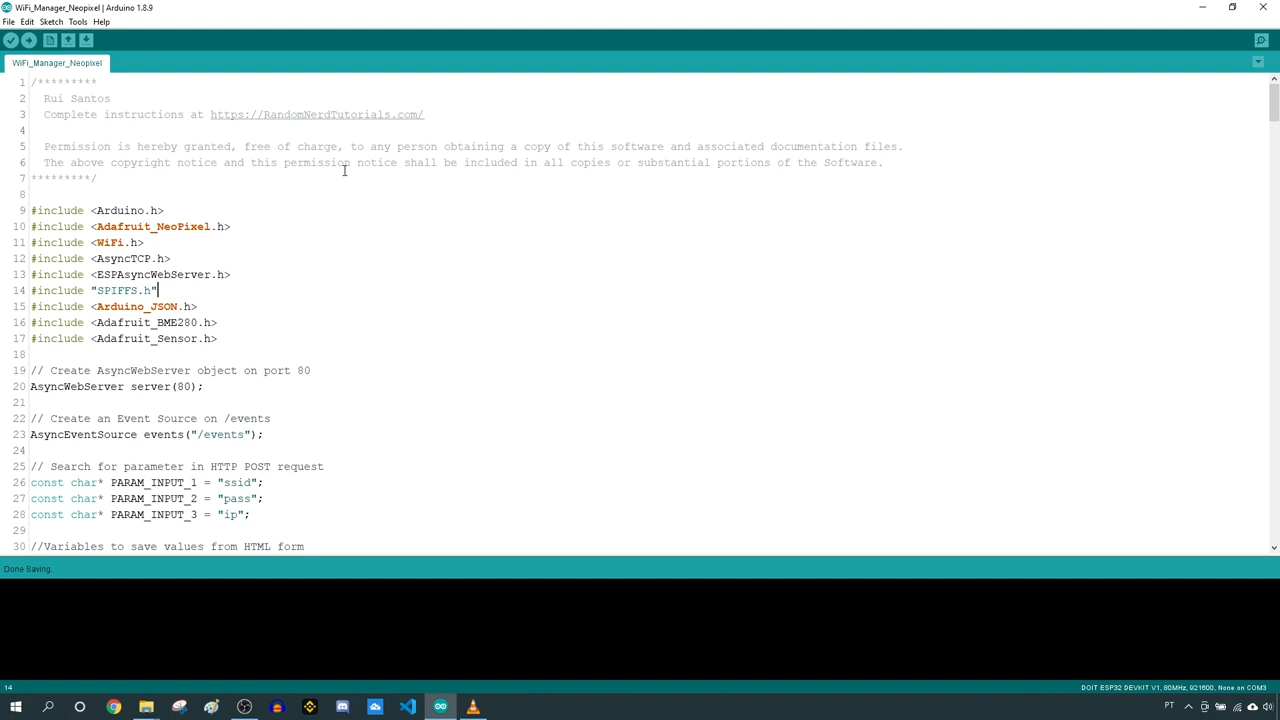 WiFi_Manager_Neopixel | Arduino 1.8.9
File Edit Sketch Tools Help
WiFi_Manager_Neopixel
1 /*********
2 Rui Santos
3 Complete instructions at https://RandomNerdTutorials.com/
4
5 Permission is hereby granted, free of charge, to any person obtaining a copy of this software and associated documentation files.
6 The above copyright notice and this permission notice shall be included in all copies or substantial portions of the Software.
7 *********/
8
9 #include <Arduino.h>
10 #include <Adafruit_NeoPixel.h>
11 #include <WiFi.h>
12 #include <AsyncTCP.h>
13 #include <ESPAsyncWebServer.h>
14 #include "SPIFFS.h"
15 #include <Arduino_JSON.h>
16 #include <Adafruit_BME280.h>
17 #include <Adafruit_Sensor.h>
18
19 // Create AsyncWebServer object on port 80
20 AsyncWebServer server(80);
21
22 // Create an Event Source on /events
23 AsyncEventSource events("/events");
24
25 // Search for parameter in HTTP POST request
26 const char* PARAM_INPUT_1 = "ssid";
27 const char* PARAM_INPUT_2 = "pass";
28 const char* PARAM_INPUT_3 = "ip";
29
30 //Variables to save values from HTML form
Done Saving.
14 DOIT ESP32 DEVKIT V1, 80MHz, 921600, None on COM3
PT